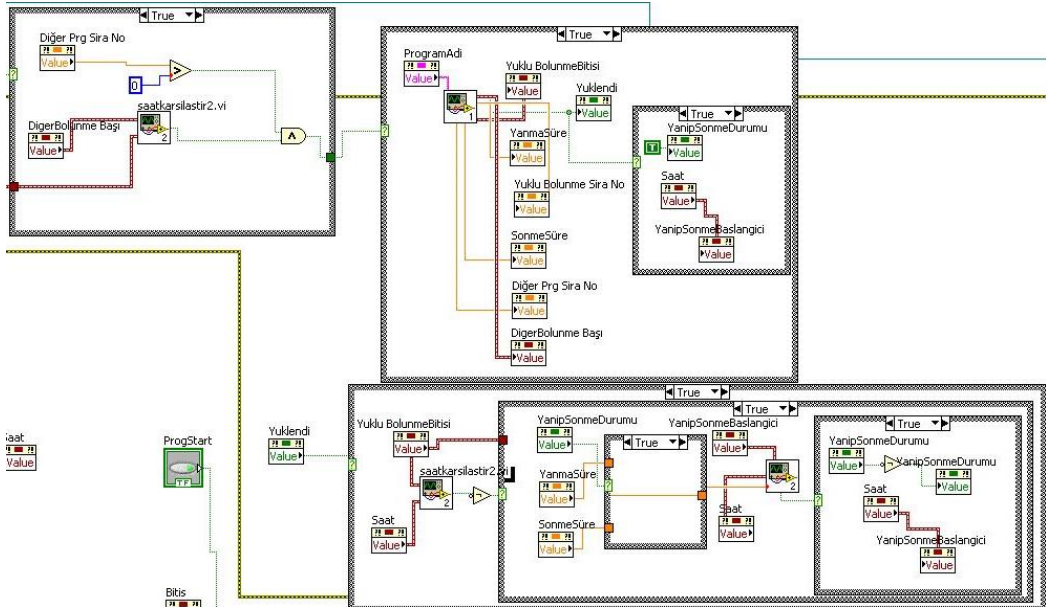 True
Diğer Prg Sira No
Value
0
>
saatkarsilastir2.vi
2
DigerBolunme Başı
Value
True
ProgramAdi
Value
1
Yuklu BolunmeBitisi
Value
Yuklendi
Value
YanmaSüre
Value
Yuklu Bolunme Sira No
Value
SonmeSüre
Value
Diğer Prg Sira No
Value
DigerBolunme Başı
Value
True
YanipSonmeDurumu
T
Value
Saat
Value
YanipSonmeBaslangici
Value
Saat
Value
ProgStart
TF
Bitis
Yuklendi
Value
True
Yuklu BolunmeBitisi
Value
saatkarsilastir2.vi
2
Saat
Value
True
YanipSonmeDurumu
Value
YanmaSüre
Value
SonmeSüre
Value
True
YanipSonmeBaslangici
Value
2
Saat
Value
True
YanipSonmeDurumu
Value
YanipSonmeDurumu
Value
Saat
Value
YanipSonmeBaslangici
Value